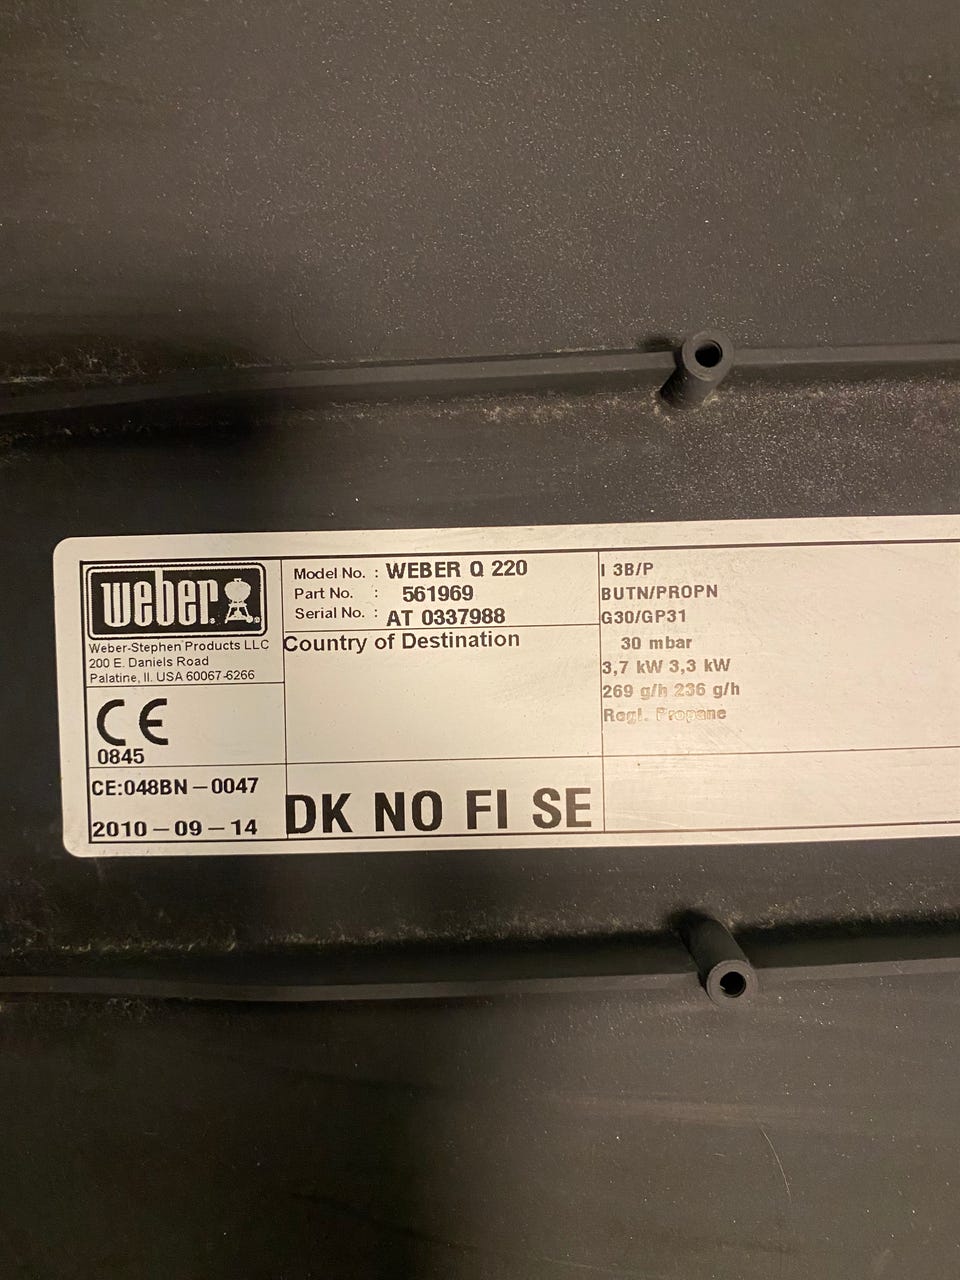 weber.
Weber-Stephen Products LLC
200 E. Daniels Road
Palatine, Il. USA 60067-6266
CE
0845
CE:048BN-0047
2010-09-14
Model No. : WEBER Q 220
Part No. : 561969
Serial No. : AT 0337988
Country of Destination
DK NO FI SE
I 3B/P
BUTN/PROPN
G30/GP31
30 mbar
3,7 kW 3,3 kW
269 g/h 236 g/h
Regl. Propane